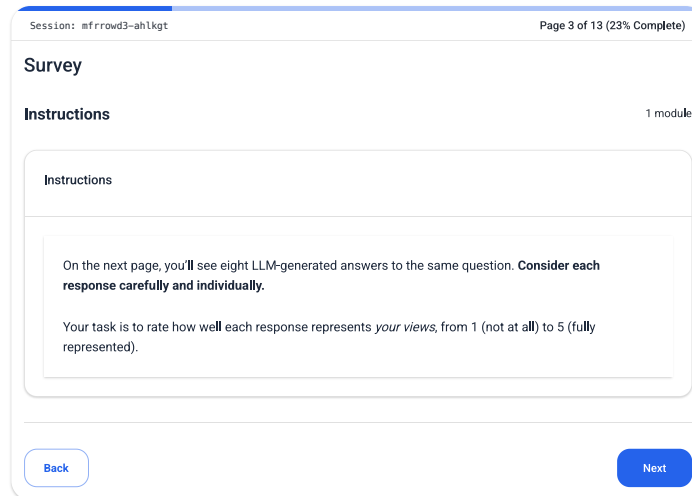 Session: mfrrowd3-ahlkgt
Page 3 of 13 (23% Complete)
Survey
Instructions
1 module
Instructions
On the next page, you'll see eight LLM-generated answers to the same question. Consider each
response carefully and individually.
Your task is to rate how well each response represents your views, from 1 (not at all) to 5 (fully
represented).
Back
Next